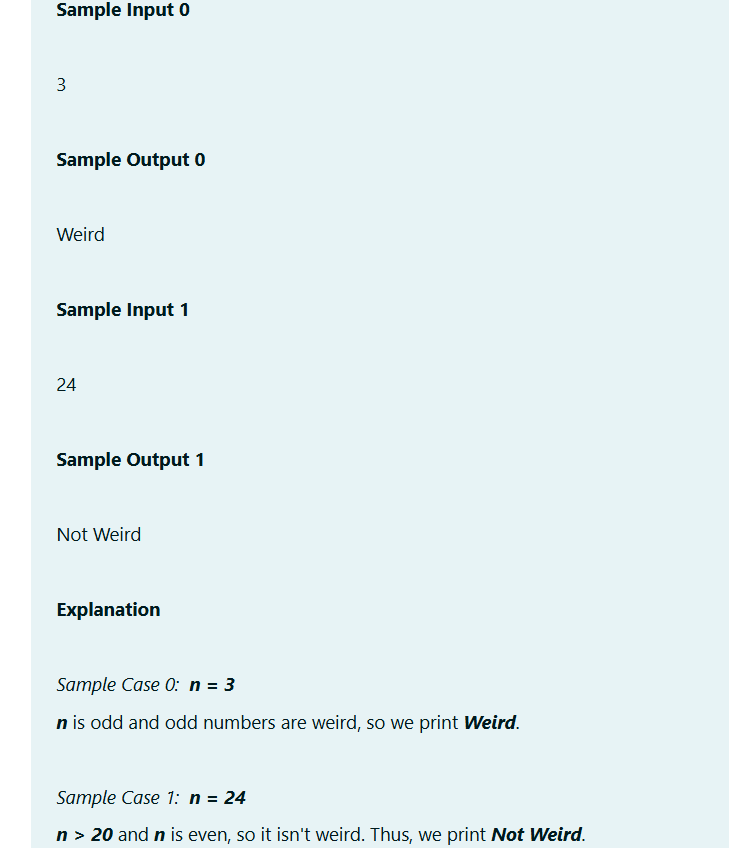 Sample Input 0
3
Sample Output 0
Weird
Sample Input 1
24
Sample Output 1
Not Weird
Explanation
Sample Case 0: n = 3
n is odd and odd numbers are weird, so we print Weird.
Sample Case 1: n = 24
n > 20 and n is even, so it isn't weird. Thus, we print Not Weird.